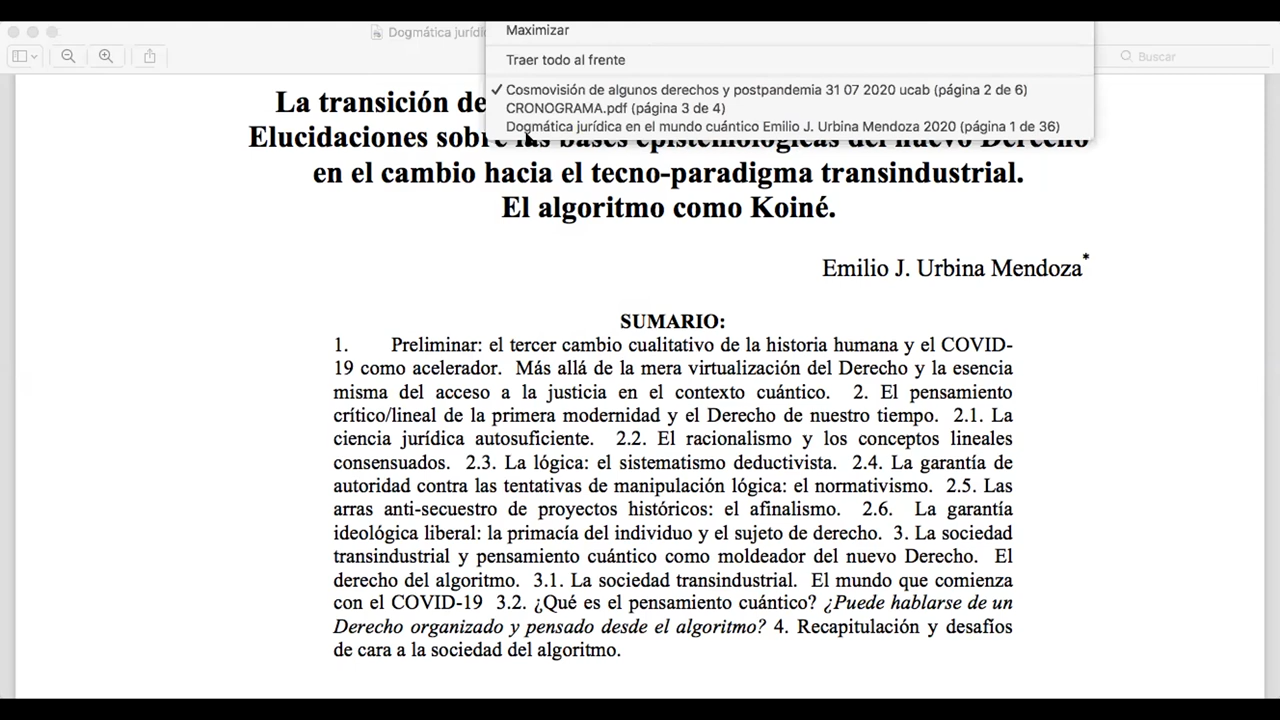 Dogmática jurídi
Maximizar
Traer todo al frente
Buscar
✓ Cosmovisión de algunos derechos y postpandemia 31 07 2020 ucab (página 2 de 6)
CRONOGRAMA.pdf (página 3 de 4)
Dogmática jurídica en el mundo cuántico Emilio J. Urbina Mendoza 2020 (página 1 de 36)
La transición de
Elucidaciones sobre las bases epistemológicas del nuevo Derecho
en el cambio hacia el tecno-paradigma transindustrial.
El algoritmo como Koiné.
Emilio J. Urbina Mendoza*
SUMARIO:
1. Preliminar: el tercer cambio cualitativo de la historia humana y el COVID-
19 como acelerador. Más allá de la mera virtualización del Derecho y la esencia
misma del acceso a la justicia en el contexto cuántico. 2. El pensamiento
crítico/lineal de la primera modernidad y el Derecho de nuestro tiempo. 2.1. La
ciencia jurídica autosuficiente. 2.2. El racionalismo y los conceptos lineales
consensuados. 2.3. La lógica: el sistematismo deductivista. 2.4. La garantía de
autoridad contra las tentativas de manipulación lógica: el normativismo. 2.5. Las
arras anti-secuestro de proyectos históricos: el afinalismo. 2.6. La garantía
ideológica liberal: la primacía del individuo y el sujeto de derecho. 3. La sociedad
transindustrial y pensamiento cuántico como moldeador del nuevo Derecho. El
derecho del algoritmo. 3.1. La sociedad transindustrial. El mundo que comienza
con el COVID-19 3.2. ¿Qué es el pensamiento cuántico? ¿Puede hablarse de un
Derecho organizado y pensado desde el algoritmo? 4. Recapitulación y desafíos
de cara a la sociedad del algoritmo.